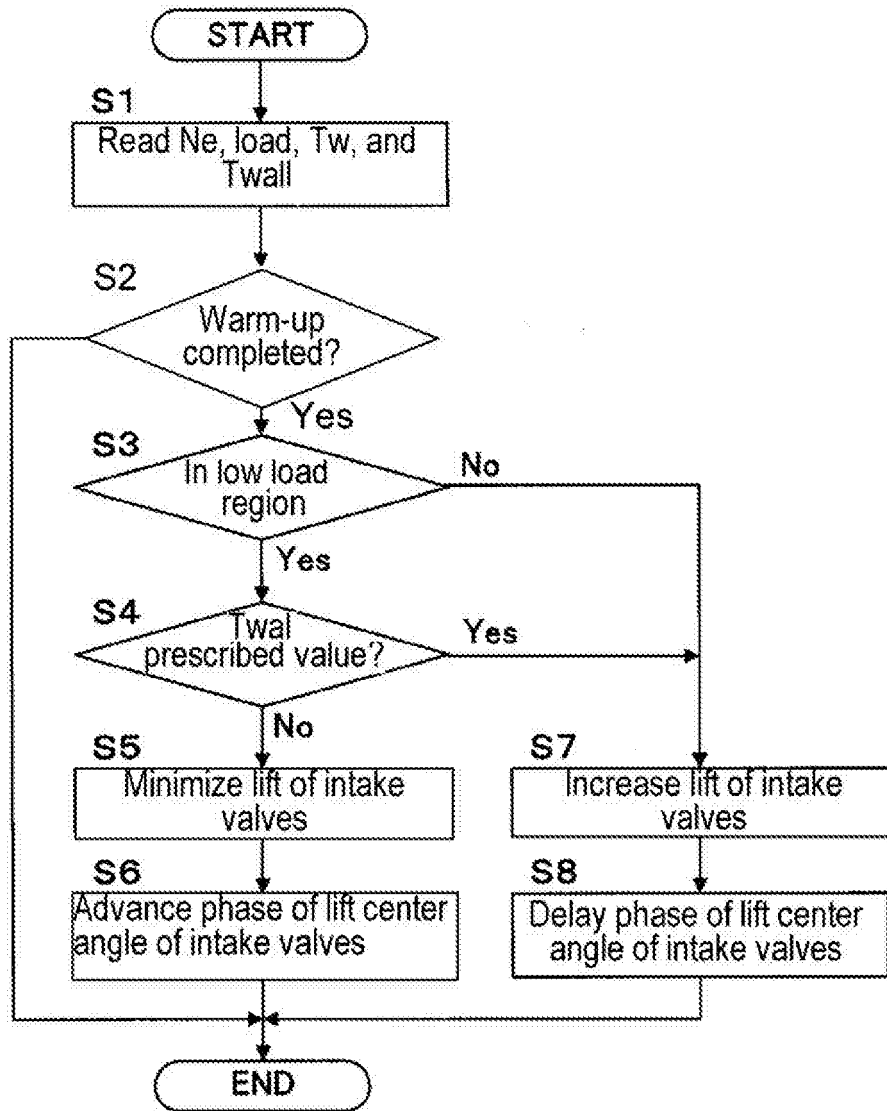 START
S1
Read Ne, load, Tw, and
Twall
S2
Warm-up
completed?
Yes
S3
In low load
region
No
Yes
S4
Twal
prescribed value?
Yes
No
S5
Minimize lift of intake
valves
S7
Increase lift of intake
valves
S6
Advance phase of lift center
angle of intake valves
S8
Delay phase of lift center
angle of intake valves
END